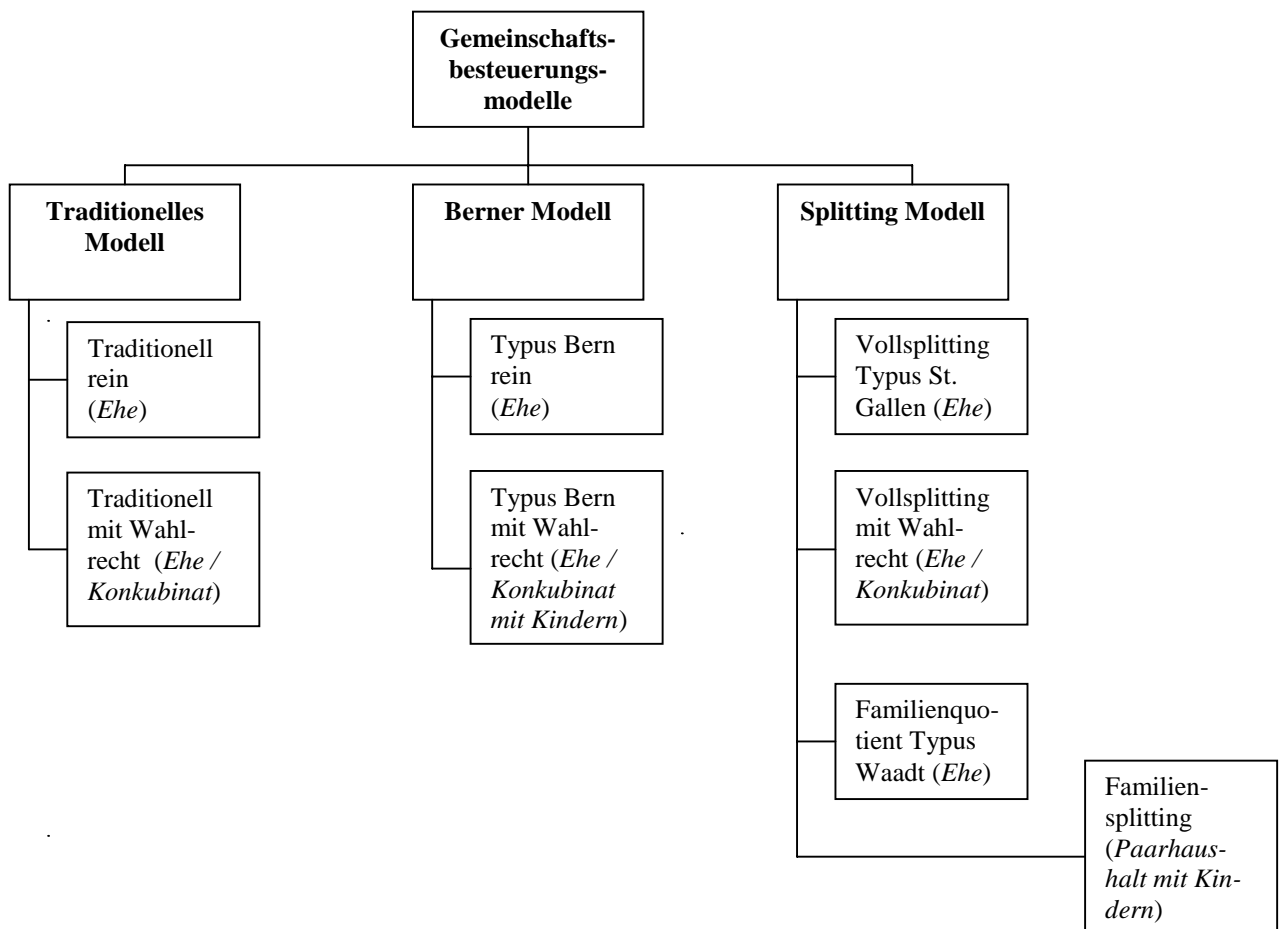 Gemeinschafts-
besteuerungs-
modelle
Traditionelles
Modell
Berner Modell
Splitting Modell
Traditionell
rein
(Ehe)
Typus Bern
rein
(Ehe)
Vollsplitting
Typus St.
Gallen (Ehe)
Traditionell
mit Wahl-
recht (Ehe /
Konkubinat)
Typus Bern
mit Wahl-
recht (Ehe /
Konkubinat
mit Kindern)
Vollsplitting
mit Wahl-
recht (Ehe /
Konkubinat)
Familienquo-
tient Typus
Waadt (Ehe)
Familien-
splitting
(Paarhaus-
halt mit Kin-
dern)